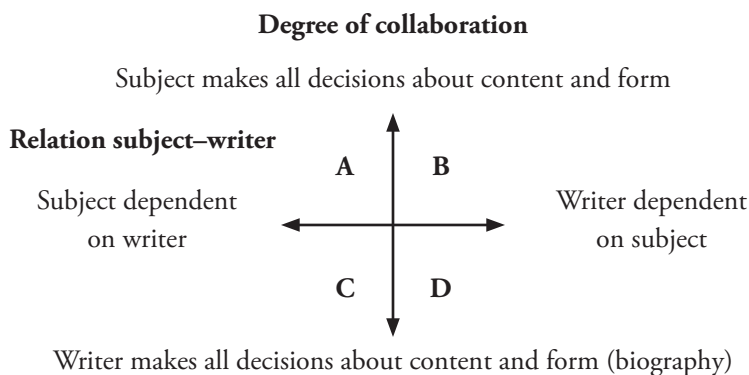 Degree of collaboration
Subject makes all decisions about content and form
Relation subject–writer
A B
Subject dependent
on writer
Writer dependent
on subject
C D
Writer makes all decisions about content and form (biography)